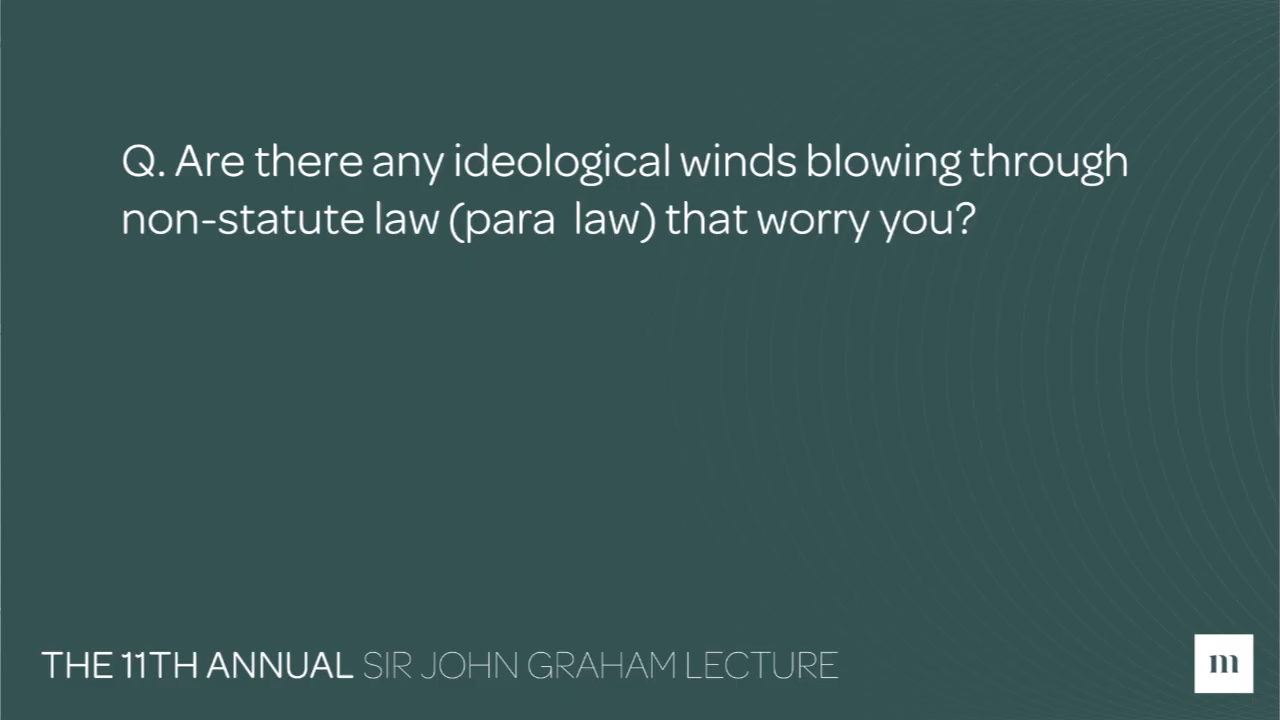 Q. Are there any ideological winds blowing through
non-statute law (para  law) that worry you?
THE 11TH ANNUAL SIR JOHN GRAHAM LECTURE
m